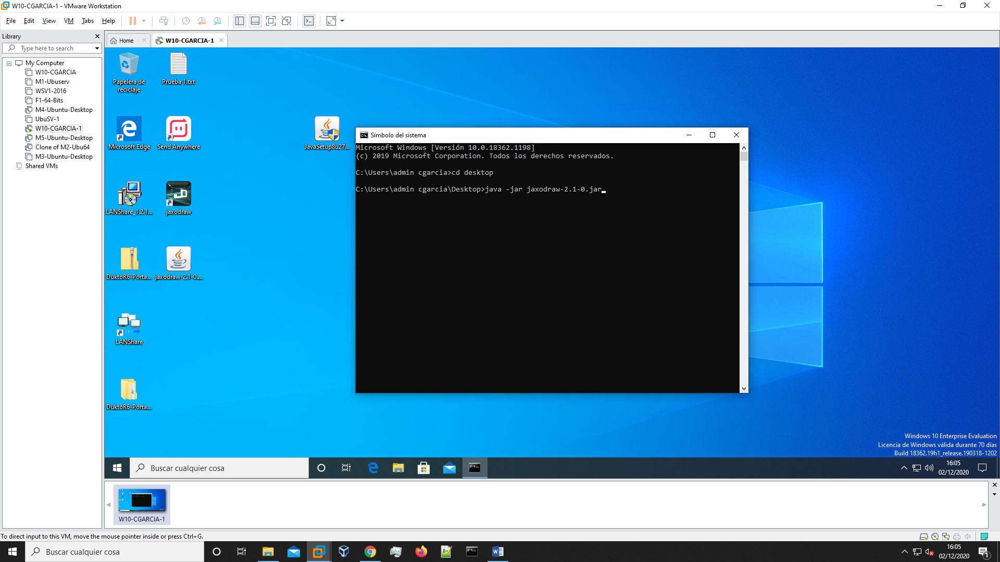 W10-CGARCIA-1 - VMware Workstation
File Edit View VM Tabs Help
Library
Type here to search
My Computer
W10-CGARCIA
M1-Ubuserv
WSV1-2016
F1-64-Bits
M4-Ubuntu-Desktop
UbuSV-1
W10-CGARCIA-1
M5-Ubuntu-Desktop
Clone of M2-Ubu64
M3-Ubuntu-Desktop
Shared VMs
Home
W10-CGARCIA-1
Papelera de
reciclaje
Prueba 1.txt
Microsoft Edge
Send Anywhere
JavaSetup8u27...
LANShare_1.2.1...
jaxodraw
DuktoR6-Porta...
jaxodraw-2.1-0....
LANShare
DuktoR6-Porta...
Símbolo del sistema
Microsoft Windows [Versión 10.0.18362.1198]
(c) 2019 Microsoft Corporation. Todos los derechos reservados.
C:\Users\admin cgarcia>cd desktop
C:\Users\admin cgarcia\Desktop>java -jar jaxodraw-2.1-0.jar
Windows 10 Enterprise Evaluation
Licencia de Windows válida durante 70 días
Build 18362.19h1_release.190318-1202
Buscar cualquier cosa
16:05
02/12/2020
W10-CGARCIA-1
To direct input to this VM, move the mouse pointer inside or press Ctrl+G.
Buscar cualquier cosa
16:05
02/12/2020
1